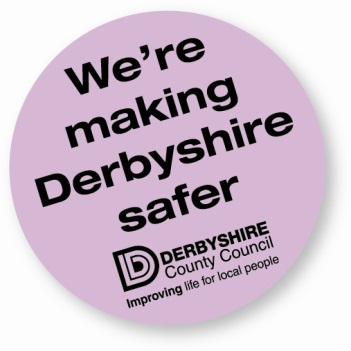 We're
making
Derbyshire
safer
DERBYSHIRE
County Council
Improving life for local people